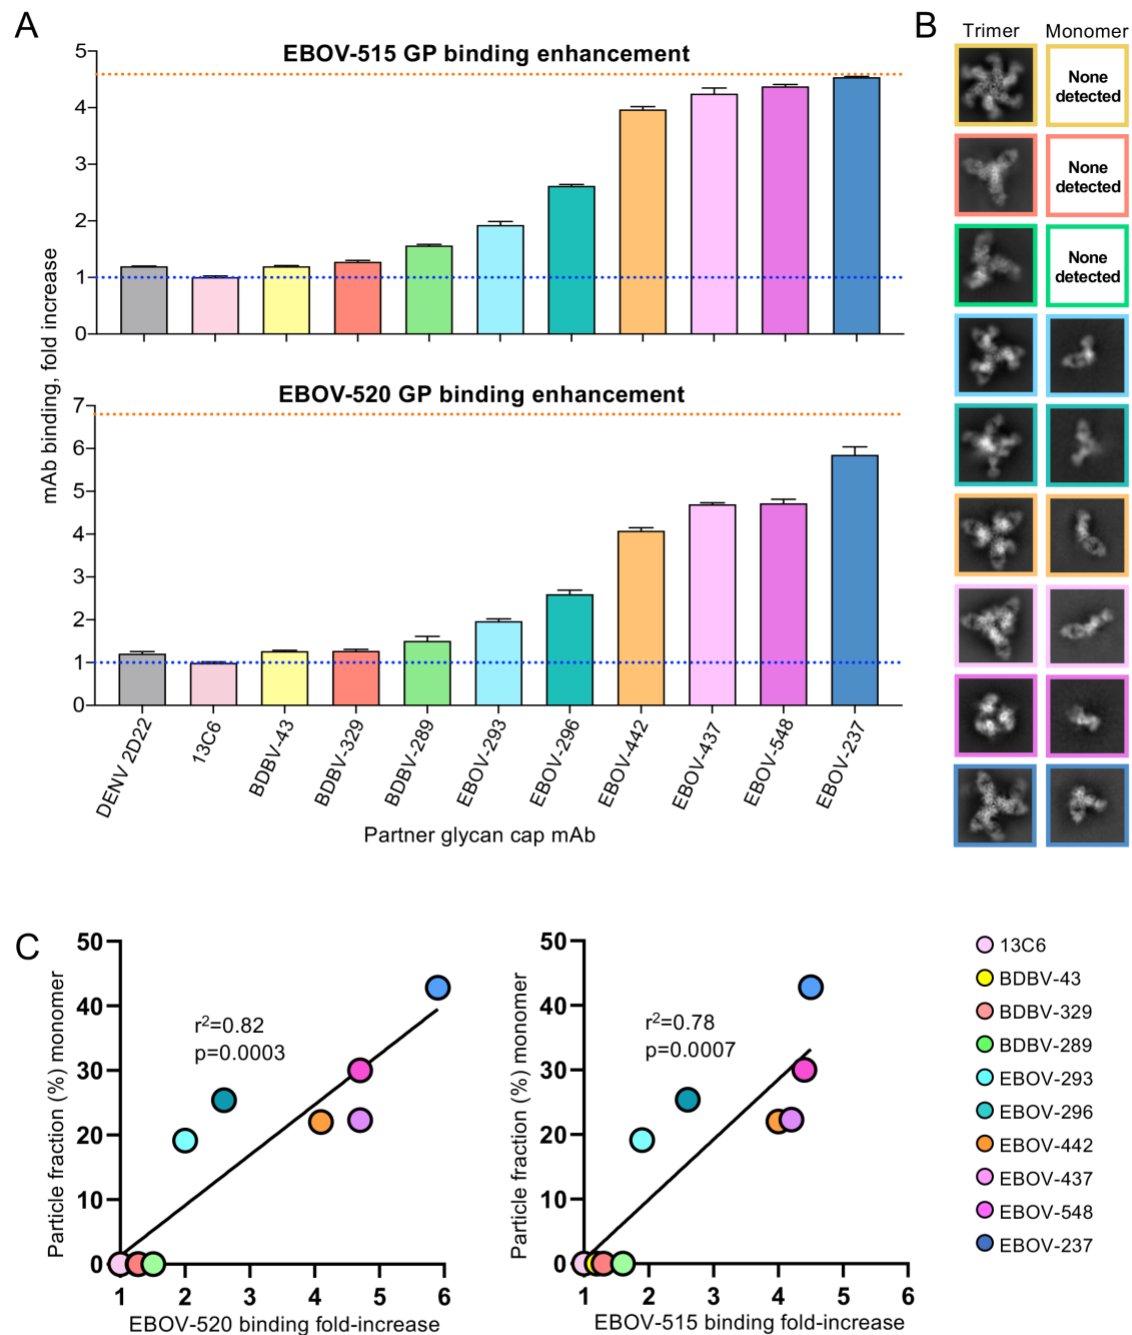 A
EBOV-515 GP binding enhancement
5
4
3
2
1
0
mAb binding, fold increase
EBOV-520 GP binding enhancement
7
6
5
4
3
2
1
0
DENV 2D22
13C6
BDBV-43
BDBV-329
BDBV-289
EBOV-293
EBOV-296
EBOV-442
EBOV-437
EBOV-548
EBOV-237
Partner glycan cap mAb
B
Trimer Monomer
None
detected
None
detected
None
detected
C
50
40
30
20
10
0
Particle fraction (%) monomer
r²=0.82
p=0.0003
1 2 3 4 5 6
EBOV-520 binding fold-increase
50
40
30
20
10
0
Particle fraction (%) monomer
r²=0.78
p=0.0007
1 2 3 4 5 6
EBOV-515 binding fold-increase
13C6
BDBV-43
BDBV-329
BDBV-289
EBOV-293
EBOV-296
EBOV-442
EBOV-437
EBOV-548
EBOV-237